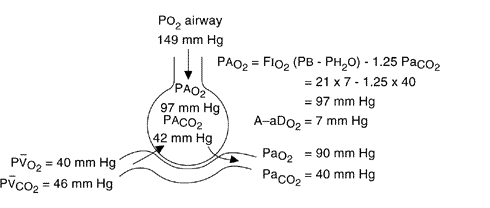 PO2 airway
149 mm Hg
PAO2 = FIO2 (PB - PH2O) - 1.25 PaCO2
= 21 x 7 - 1.25 x 40
= 97 mm Hg
A–aDO2 = 7 mm Hg
PAO2
97 mm Hg
PACO2
42 mm Hg
PV̄O2 = 40 mm Hg
PV̄CO2 = 46 mm Hg
PaO2 = 90 mm Hg
PaCO2 = 40 mm Hg